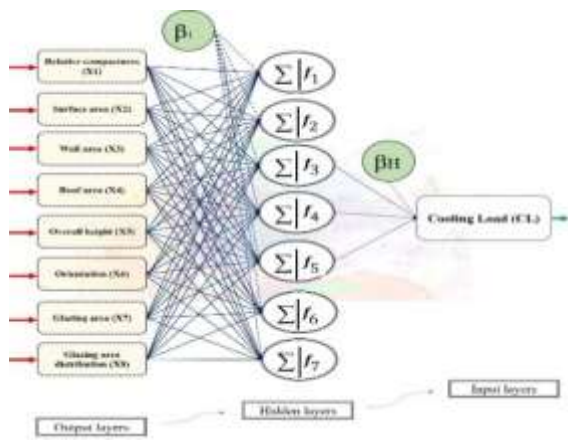 β₁
Relative compactness
(X1)
Surface area (X2)
Wall area (X3)
Roof area (X4)
Overall height (X5)
Orientation (X6)
Glazing area (X7)
Glazing area
distribution (X8)
∑|f₁
∑|f₂
∑|f₃
∑|f₄
∑|f₅
∑|f₆
∑|f₇
βH
Cooling Load (CL)
Output layers
Hidden layers
Input layers